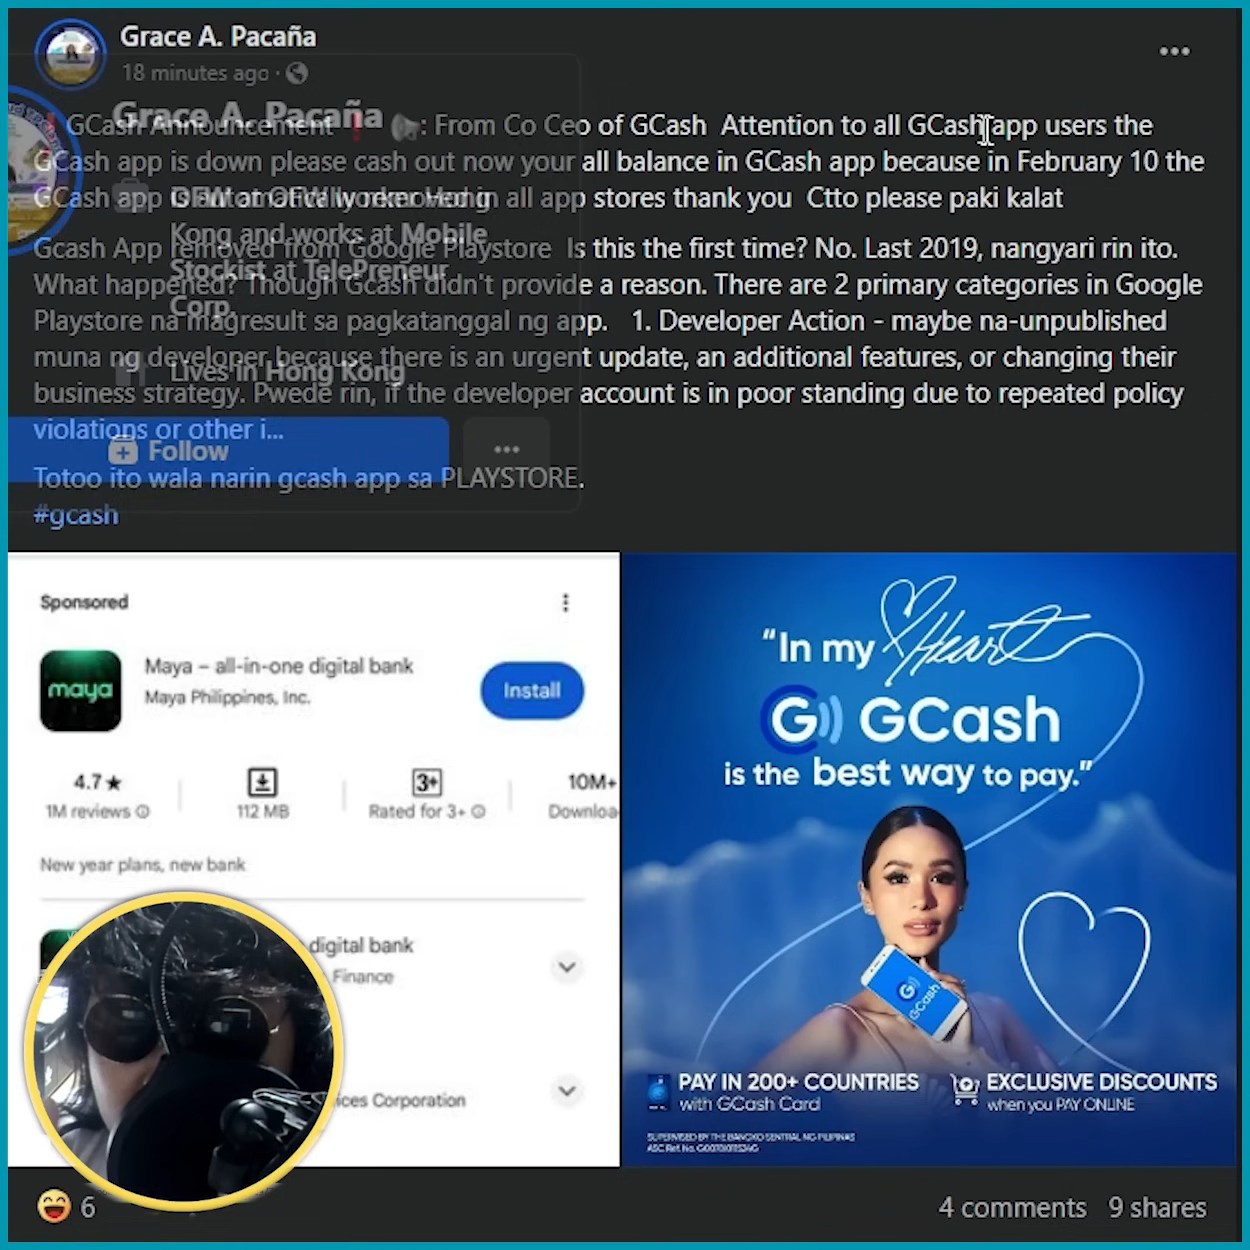 Grace A. Pacaña
18 minutes ago
Grace A. Pacaña
GCash Announcement : From Co Ceo of GCash Attention to all GCash app users the
GCash app is down please cash out now your all balance in GCash app because in February 10 the
GCash app is automatically removed in all app stores thank you Ctto please paki kalat
OFW at OFW worker Hong
Kong and works at Mobile
Stockist at TelePreneur
Corp.
Lives in Hong Kong
Gcash App removed from Google Playstore Is this the first time? No. Last 2019, nangyari rin ito.
What happened? Though Gcash didn't provide a reason. There are 2 primary categories in Google
Playstore na magresult sa pagkatanggal ng app. 1. Developer Action - maybe na-unpublished
muna ng developer because there is an urgent update, an additional features, or changing their
business strategy. Pwede rin, if the developer account is in poor standing due to repeated policy
violations or other i...
Follow
Totoo ito wala narin gcash app sa PLAYSTORE.
#gcash
Sponsored
maya
Maya – all-in-one digital bank
Maya Philippines, Inc.
Install
4.7★
1M reviews
112 MB
3+
Rated for 3+
10M+
Downloa
New year plans, new bank
digital bank
Finance
ices Corporation
“In my Heart
G GCash
is the best way to pay.”
G
GCash
PAY IN 200+ COUNTRIES
with GCash Card
EXCLUSIVE DISCOUNTS
when you PAY ONLINE
SUPERVISED BY THE BANGKO SENTRAL NG PILIPINAS
ASC Ref. No.
6
4 comments 9 shares